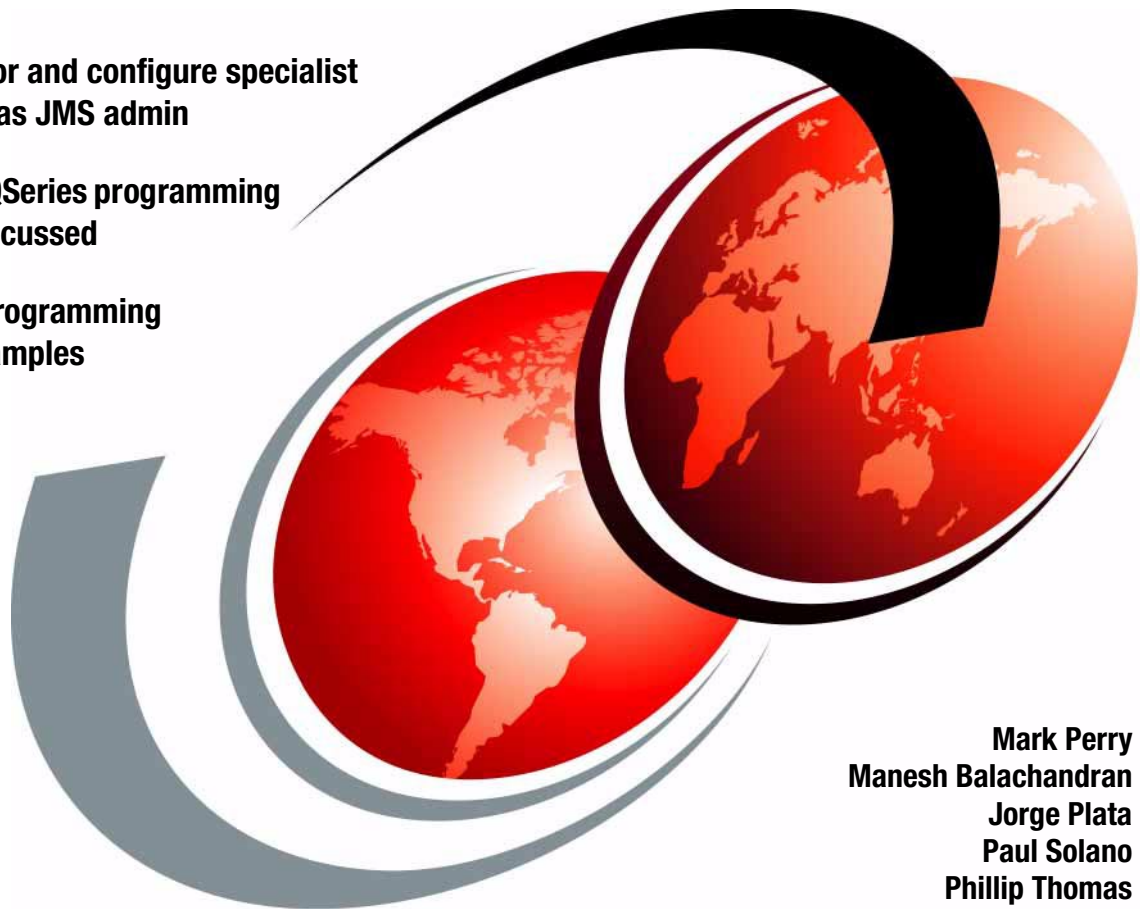 or and configure specialist
as JMS admin
QSeries programming
cussed
rogramming
amples
Mark Perry
Manesh Balachandran
Jorge Plata
Paul Solano
Phillip Thomas